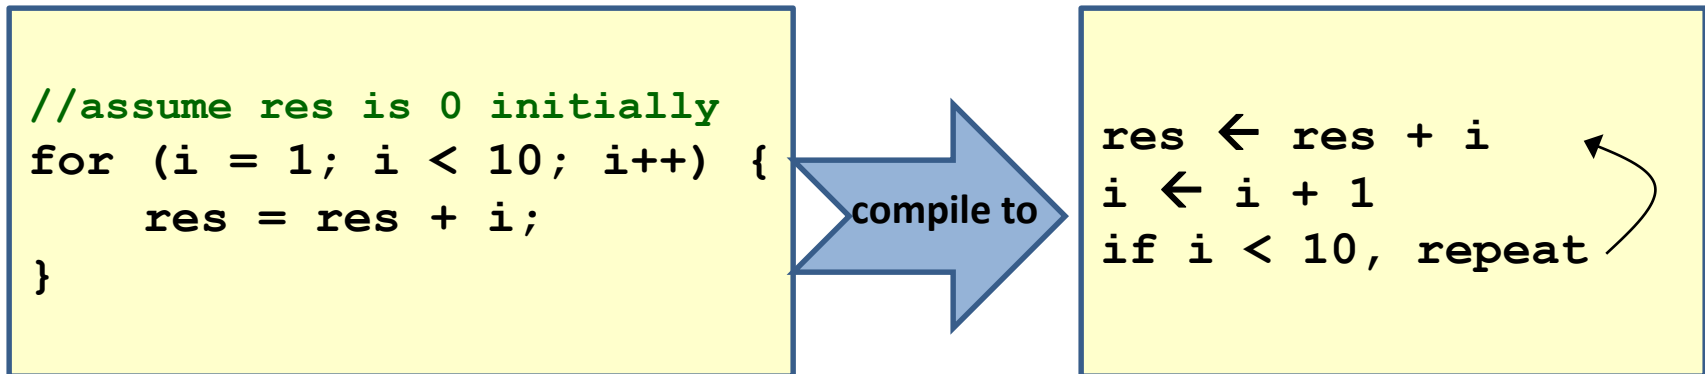 //assume res is 0 initially
for (i = 1; i < 10; i++) {
    res = res + i;
}
compile to
res ← res + i
i ← i + 1
if i < 10, repeat